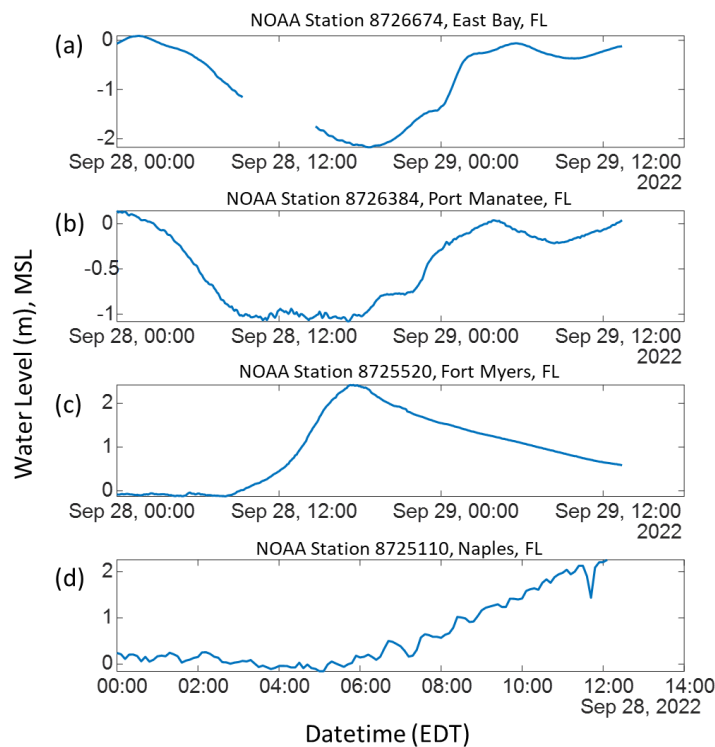 NOAA Station 8726674, East Bay, FL
(a)
0
-1
-2
Sep 28, 00:00 Sep 28, 12:00 Sep 29, 00:00 Sep 29, 12:00
2022
NOAA Station 8726384, Port Manatee, FL
(b)
0
-0.5
-1
Sep 28, 00:00 Sep 28, 12:00 Sep 29, 00:00 Sep 29, 12:00
2022
Water Level (m), MSL
NOAA Station 8725520, Fort Myers, FL
(c)
2
1
0
Sep 28, 00:00 Sep 28, 12:00 Sep 29, 00:00 Sep 29, 12:00
2022
NOAA Station 8725110, Naples, FL
(d)
2
1
0
00:00 02:00 04:00 06:00 08:00 10:00 12:00 14:00
Sep 28, 2022
Datetime (EDT)